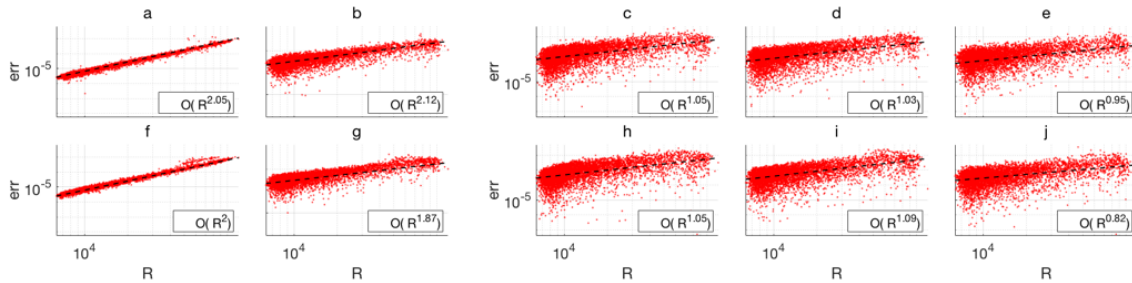 a b c d e
err 10^-5 O( R^2.05) O( R^2.12) err 10^-5 O( R^1.05) O( R^1.03) O( R^0.95)
f g h i j
err 10^-5 O( R^2) O( R^1.87) err 10^-5 O( R^1.05) O( R^1.09) O( R^0.82)
10^4 10^4 10^4 10^4 10^4
R R R R R